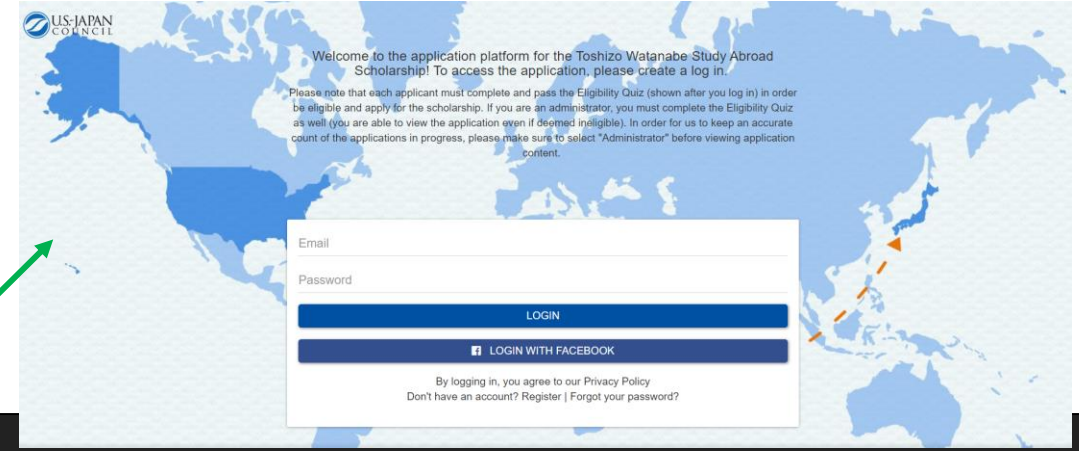 U.S.-JAPAN
COUNCIL
Welcome to the application platform for the Toshizo Watanabe Study Abroad
Scholarship! To access the application, please create a log in.
Please note that each applicant must complete and pass the Eligibility Quiz (shown after you log in) in order
be eligible and apply for the scholarship. If you are an administrator, you must complete the Eligibility Quiz
as well (you are able to view the application even if deemed ineligible). In order for us to keep an accurate
count of the applications in progress, please make sure to select "Administrator" before viewing application
content.
Email
Password
LOGIN
LOGIN WITH FACEBOOK
By logging in, you agree to our Privacy Policy
Don't have an account? Register | Forgot your password?